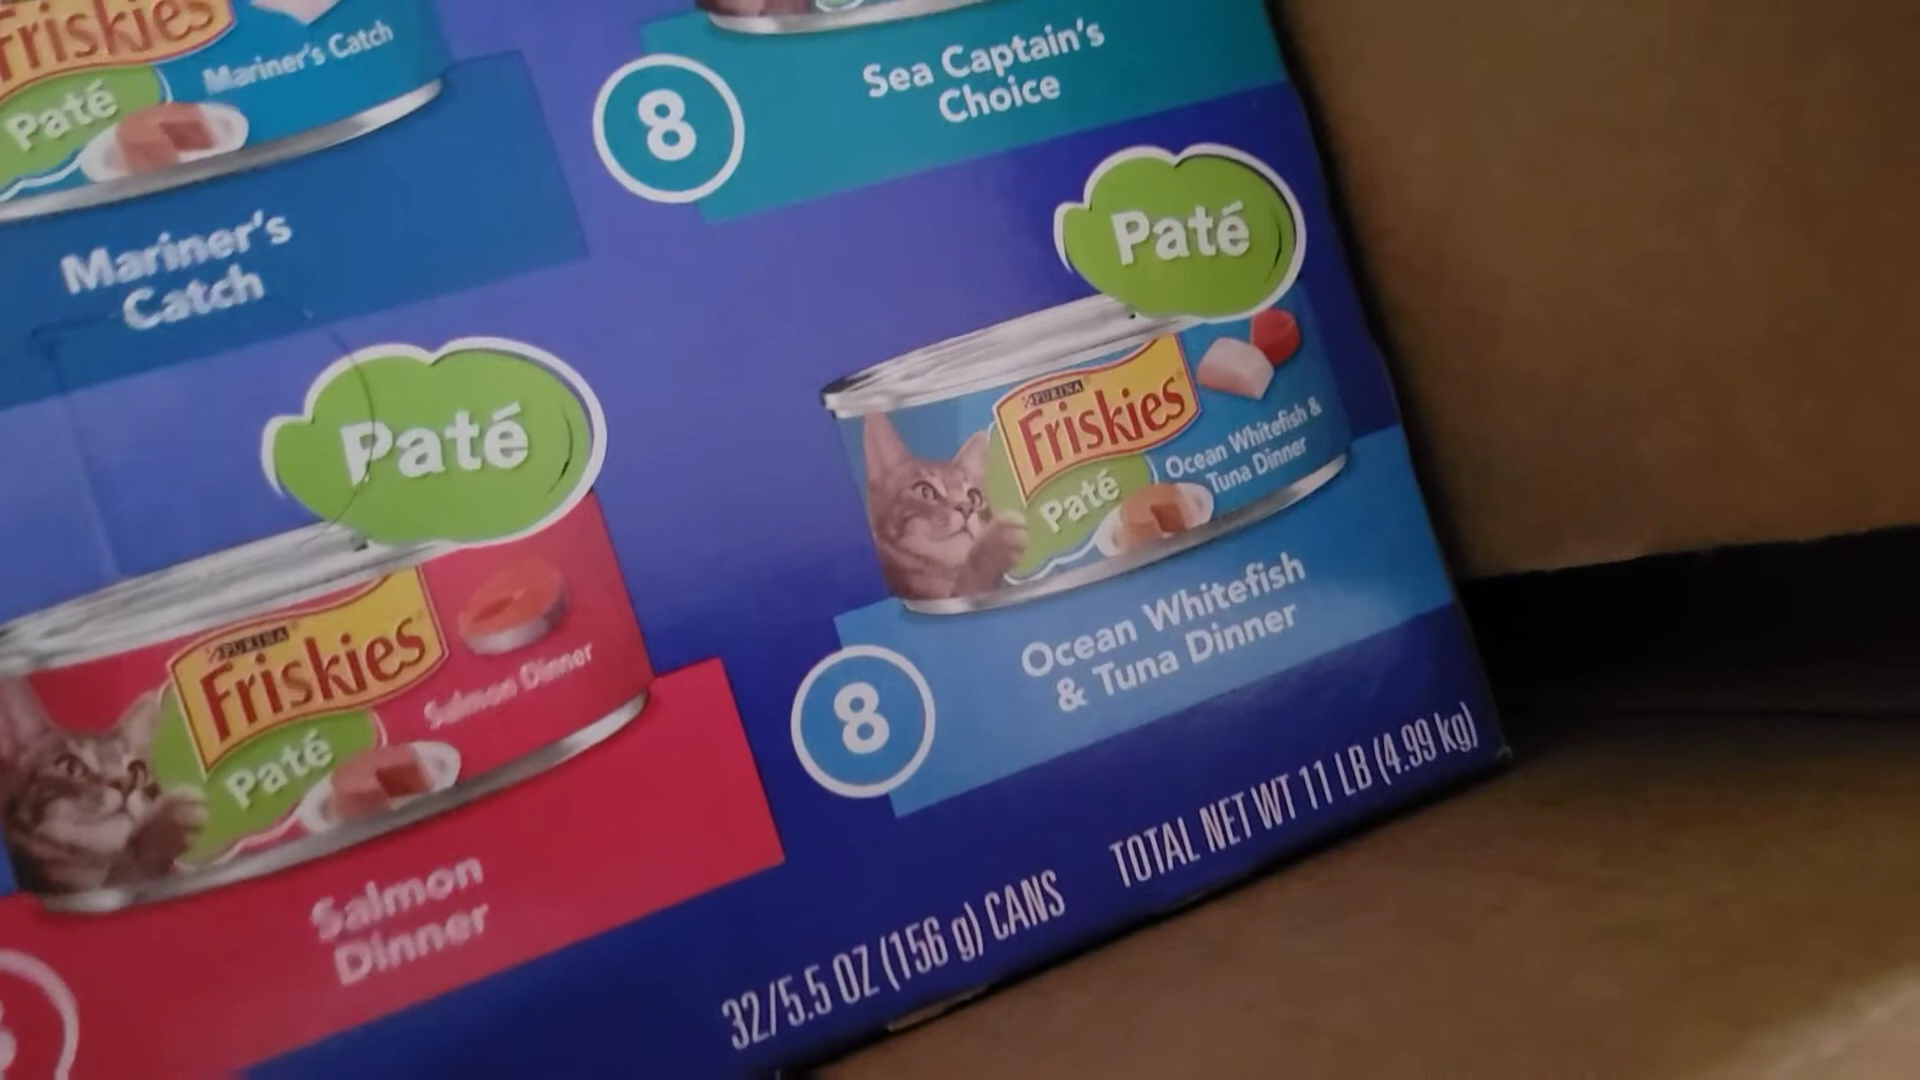 Friskies
Mariner's Catch
Paté
Mariner's
Catch
8
Sea Captain's
Choice
Paté
PURINA
Friskies
Paté
Salmon Dinner
Salmon
Dinner
Paté
PURINA
Friskies
Paté
Ocean Whitefish &
Tuna Dinner
8
Ocean Whitefish
& Tuna Dinner
32/5.5 OZ (156 g) CANS TOTAL NET WT 11 LB (4.99 kg)